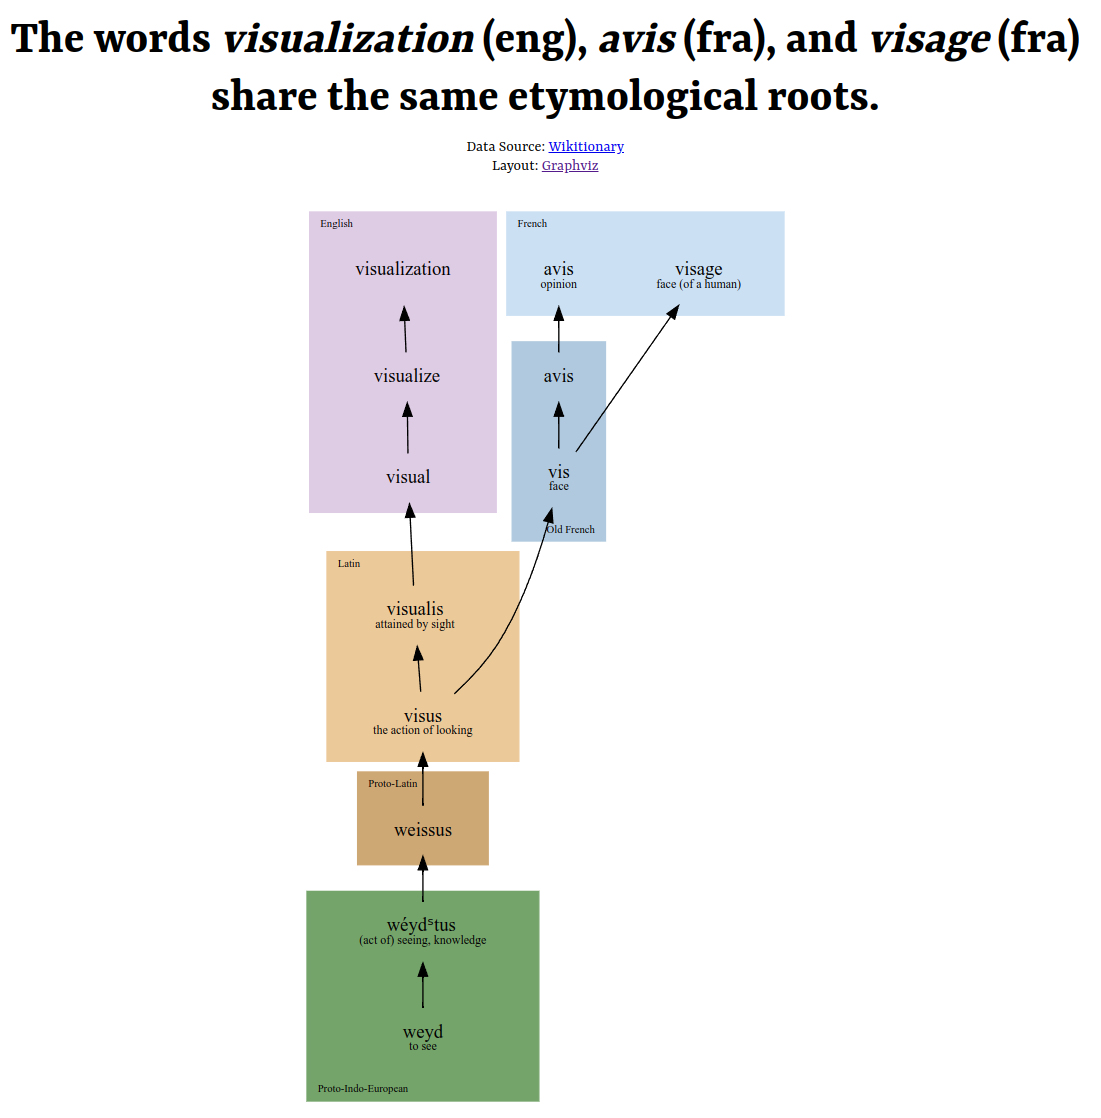 The words visualization (eng), avis (fra), and visage (fra)
share the same etymological roots.
Data Source: Wikitionary
Layout: Graphviz
English
French
visualization
avis
opinion
visage
face (of a human)
visualize
avis
visual
vis
face
Old French
Latin
visualis
attained by sight
visus
the action of looking
Proto-Latin
weissus
wéydˢtus
(act of) seeing, knowledge
weyd
to see
Proto-Indo-European